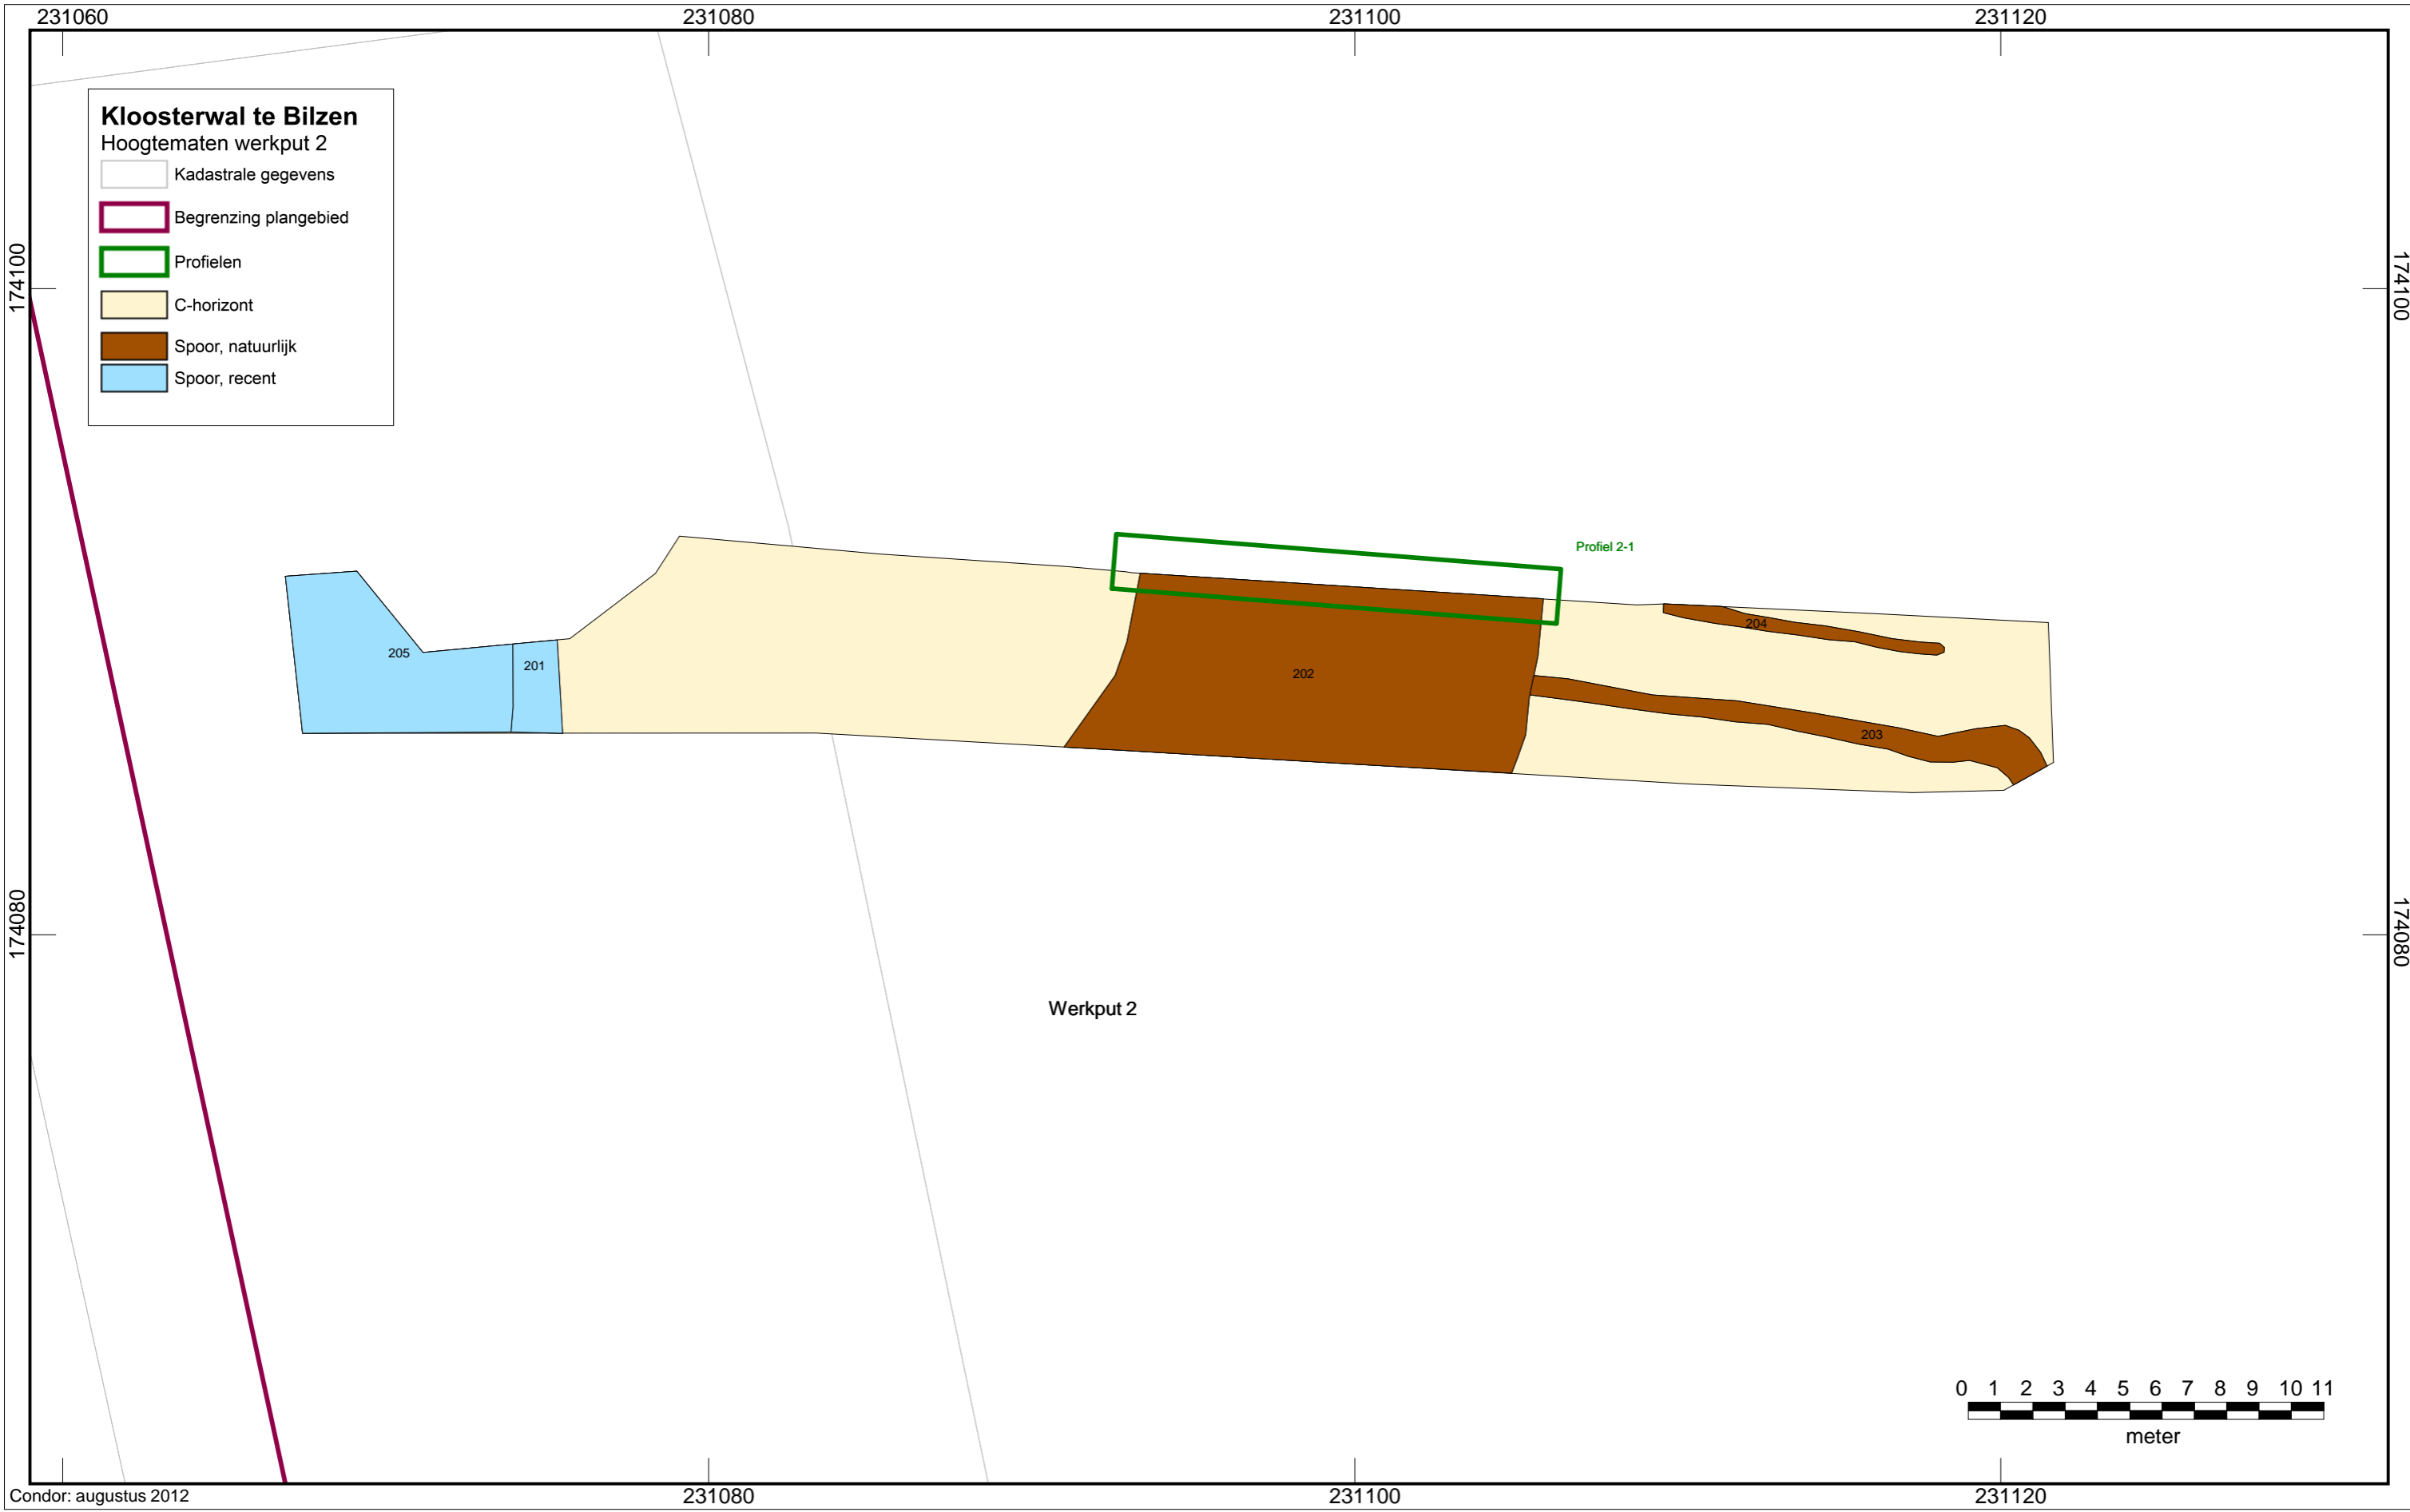 231060 231080 231100 231120
Kloosterwal te Bilzen
Hoogtematen werkput 2
Kadastrale gegevens
Begrenzing plangebied
Profielen
C-horizont
Spoor, natuurlijk
Spoor, recent
174100 174100
Profiel 2-1
204
205
201
202
203
174080 174080
Werkput 2
0 1 2 3 4 5 6 7 8 9 10 11
meter
Condor: augustus 2012
231080 231100 231120